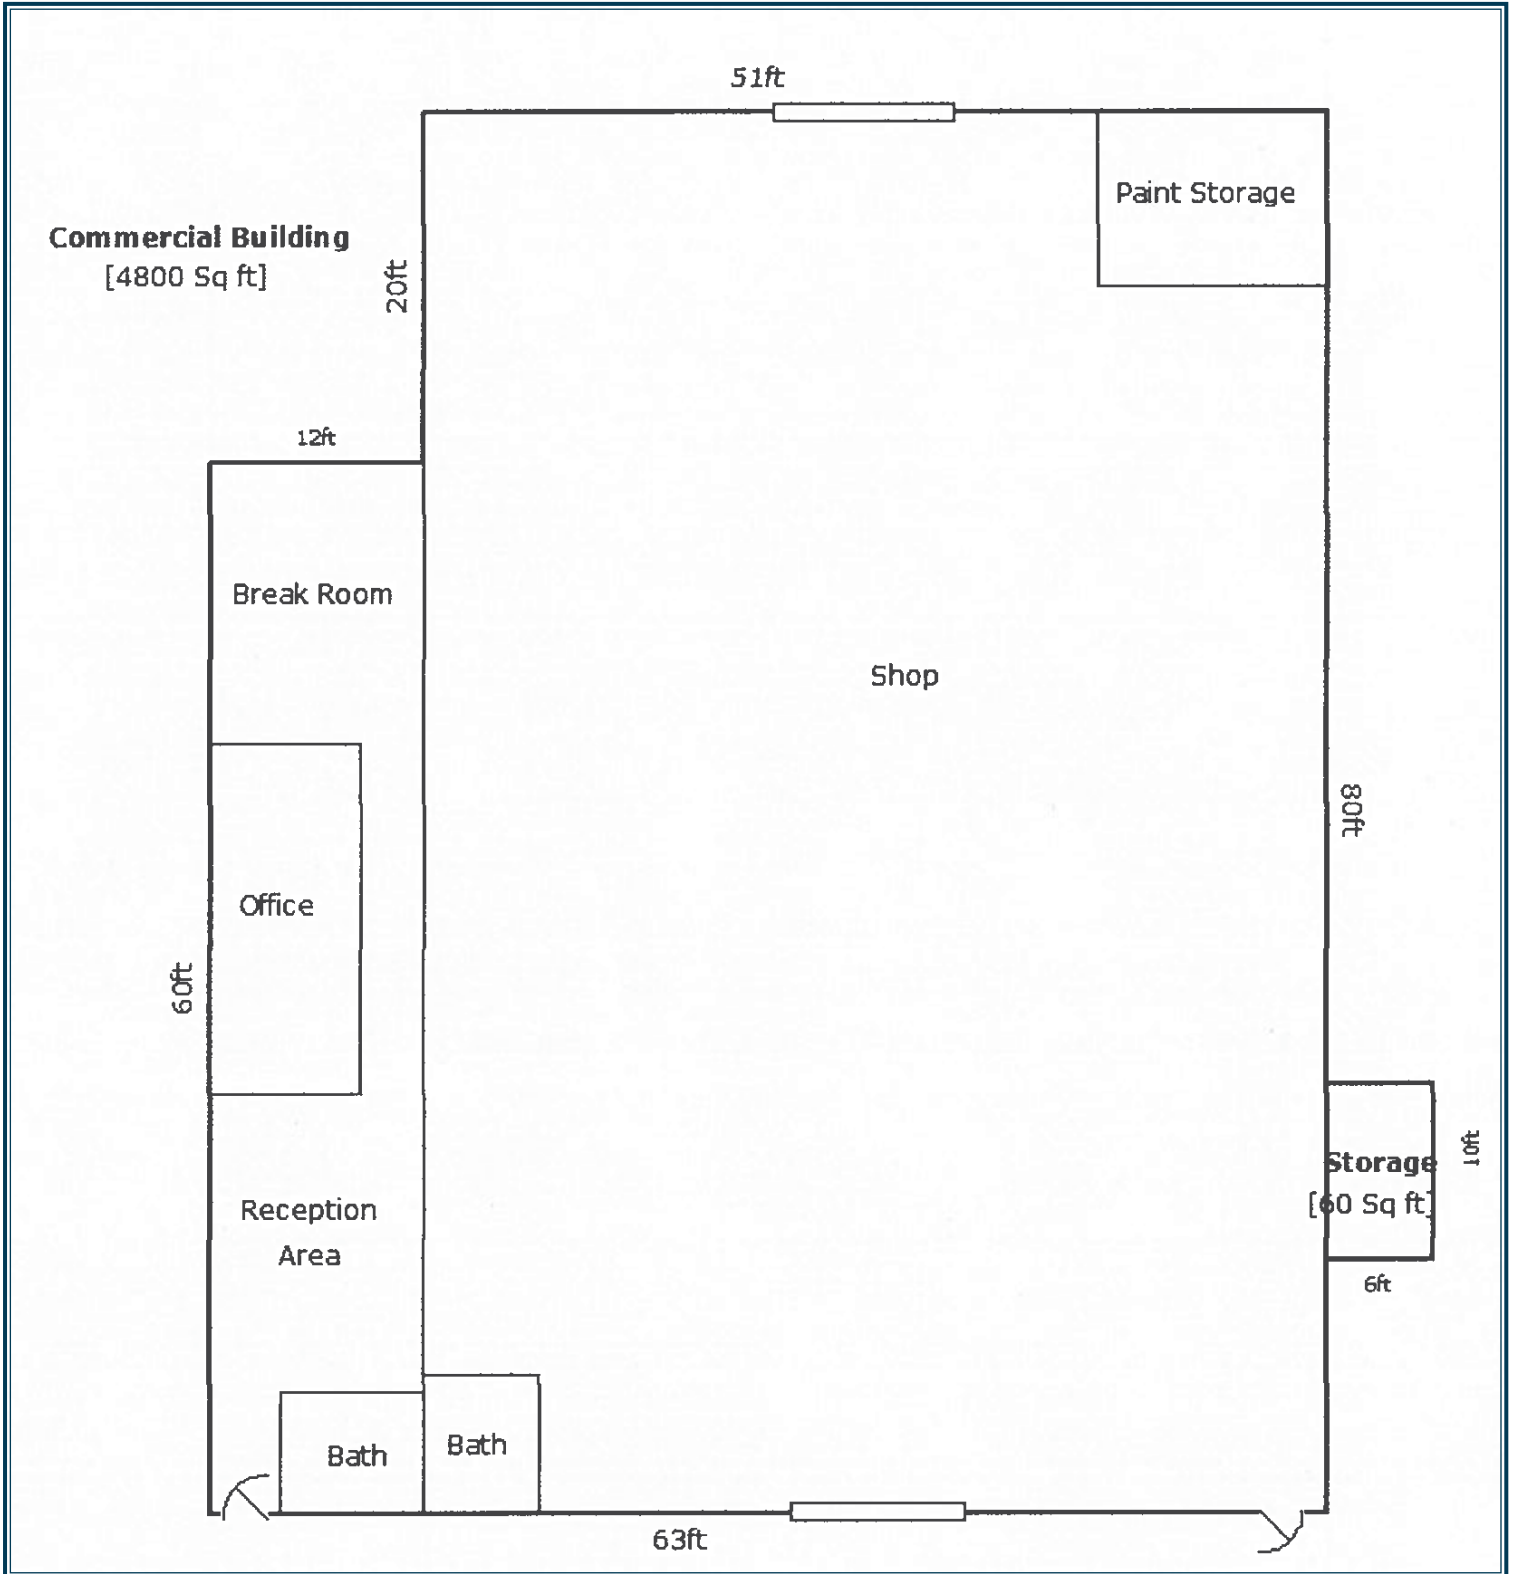 51ft
Paint Storage
Commercial Building
[4800 Sq ft]
20ft
12ft
Break Room
Shop
80ft
Office
60ft
10ft
Storage
[60 Sq ft]
Reception
Area
6ft
Bath
Bath
63ft